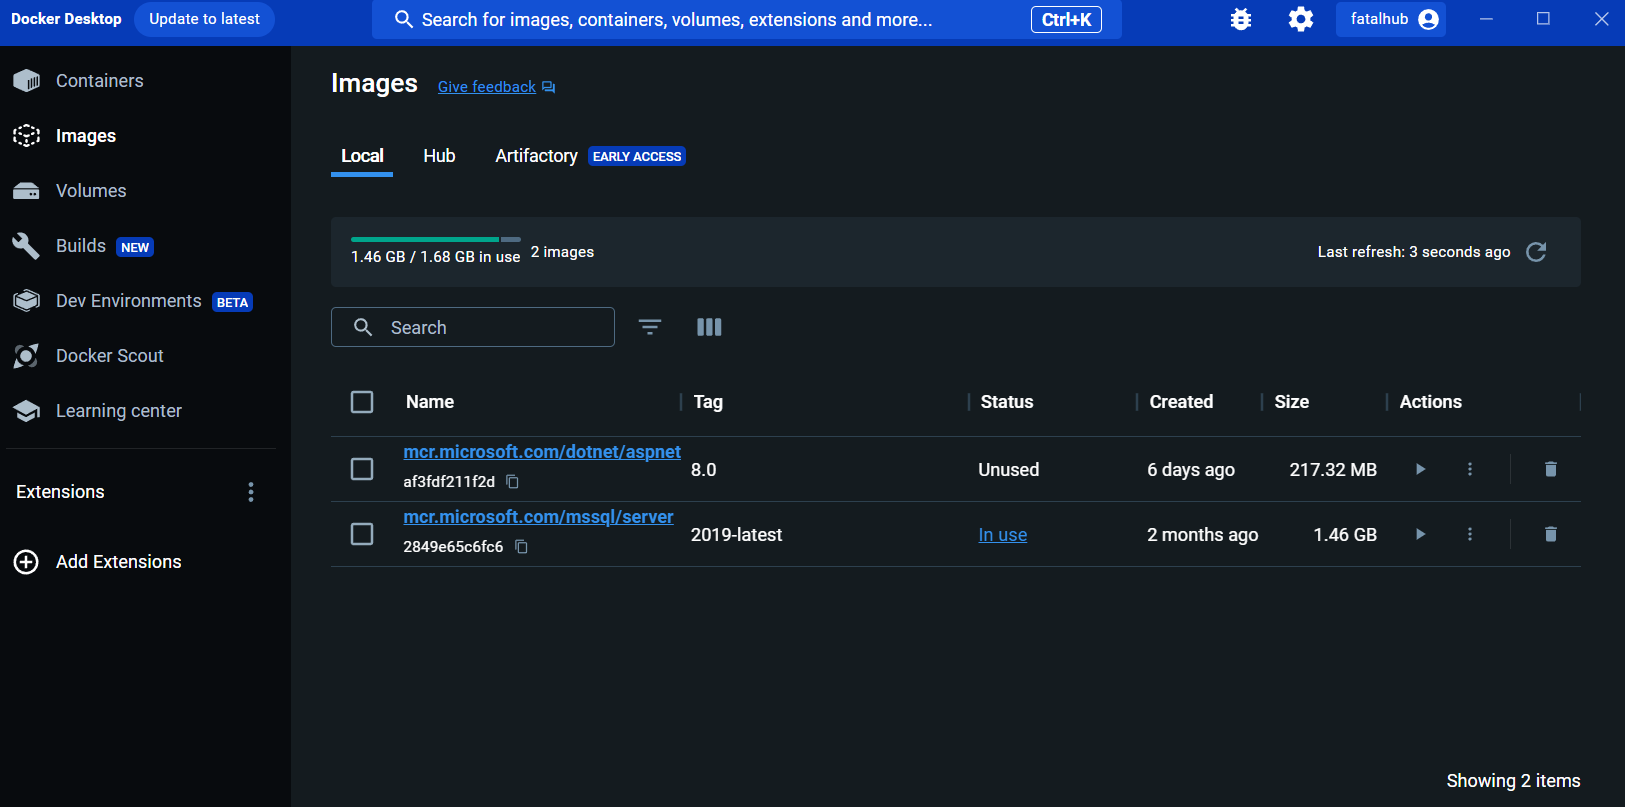 Docker Desktop Update to latest Search for images, containers, volumes, extensions and more... Ctrl+K fatalhub
Containers
Images
Volumes
Builds NEW
Dev Environments BETA
Docker Scout
Learning center
Extensions
Add Extensions
Images Give feedback
Local Hub Artifactory EARLY ACCESS
1.46 GB / 1.68 GB in use 2 images Last refresh: 3 seconds ago
Search
Name Tag Status Created Size Actions
mcr.microsoft.com/dotnet/aspnet
af3fdf211f2d 8.0 Unused 6 days ago 217.32 MB
mcr.microsoft.com/mssql/server
2849e65c6fc6 2019-latest In use 2 months ago 1.46 GB
Showing 2 items